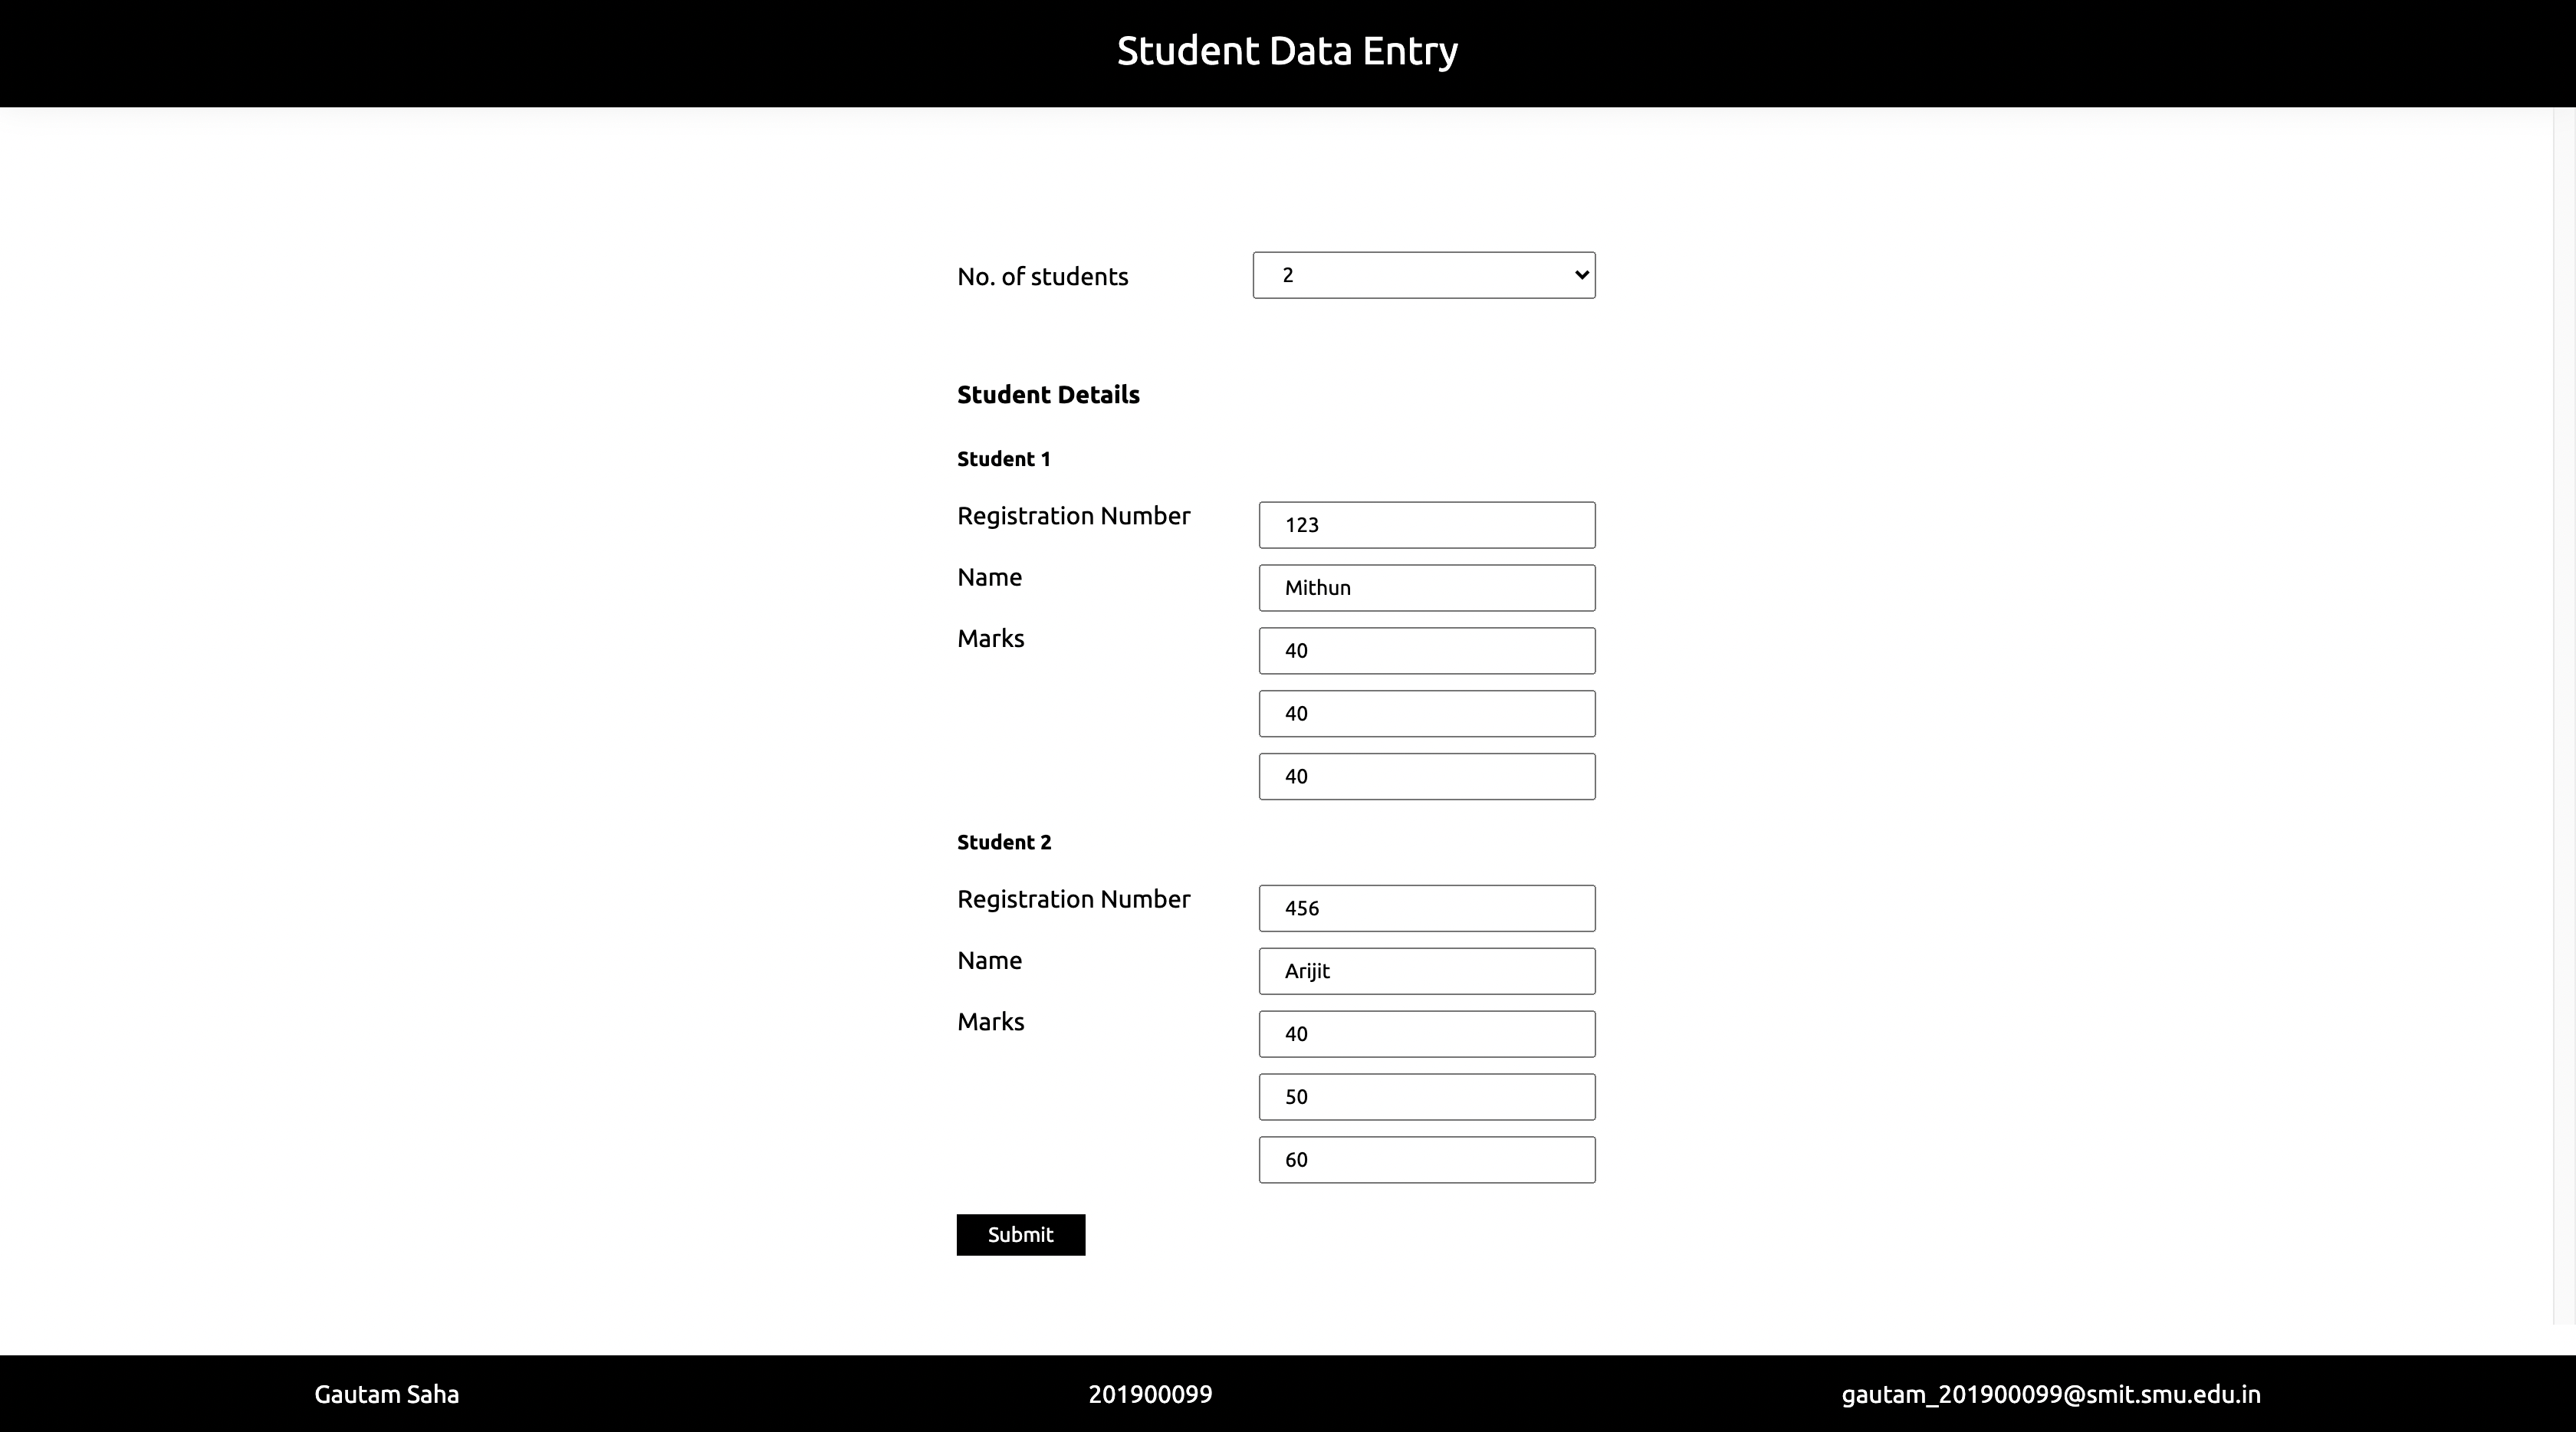 Student Data Entry
No. of students 2
Student Details
Student 1
Registration Number 123
Name Mithun
Marks 40
40
40
Student 2
Registration Number 456
Name Arijit
Marks 40
50
60
Submit
Gautam Saha 201900099 gautam_201900099@smit.smu.edu.in